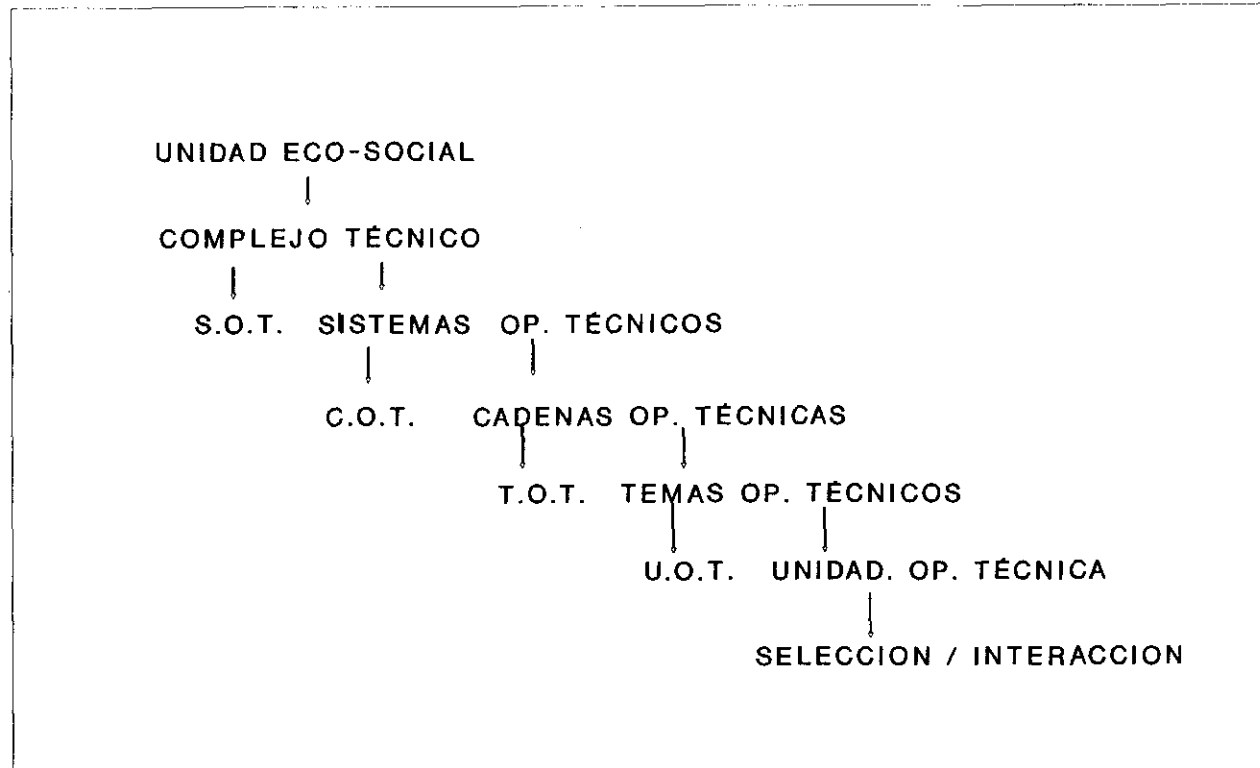 UNIDAD ECO-SOCIAL
COMPLEJO TÉCNICO
S.O.T. SISTEMAS OP. TÉCNICOS
C.O.T. CADENAS OP. TÉCNICAS
T.O.T. TEMAS OP. TÉCNICOS
U.O.T. UNIDAD. OP. TÉCNICA
SELECCION / INTERACCION